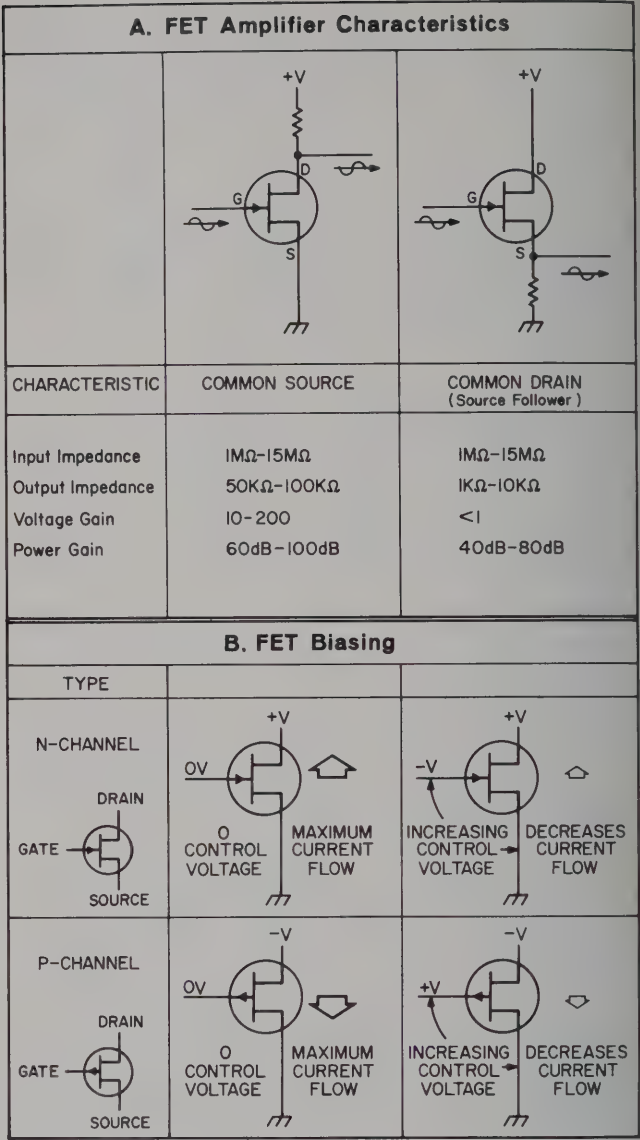 A. FET Amplifier Characteristics
+V
D
G
S
+V
D
G
S
CHARACTERISTIC
COMMON SOURCE
COMMON DRAIN
(Source Follower)
Input Impedance
1MΩ-15MΩ
1MΩ-15MΩ
Output Impedance
50KΩ-100KΩ
1KΩ-10KΩ
Voltage Gain
10-200
<1
Power Gain
60dB-100dB
40dB-80dB
B. FET Biasing
TYPE
N-CHANNEL
DRAIN
GATE
SOURCE
+V
0V
0
CONTROL
VOLTAGE
MAXIMUM
CURRENT
FLOW
+V
-V
INCREASING
CONTROL
VOLTAGE
DECREASES
CURRENT
FLOW
P-CHANNEL
DRAIN
GATE
SOURCE
-V
0V
0
CONTROL
VOLTAGE
MAXIMUM
CURRENT
FLOW
-V
+V
INCREASING
CONTROL
VOLTAGE
DECREASES
CURRENT
FLOW